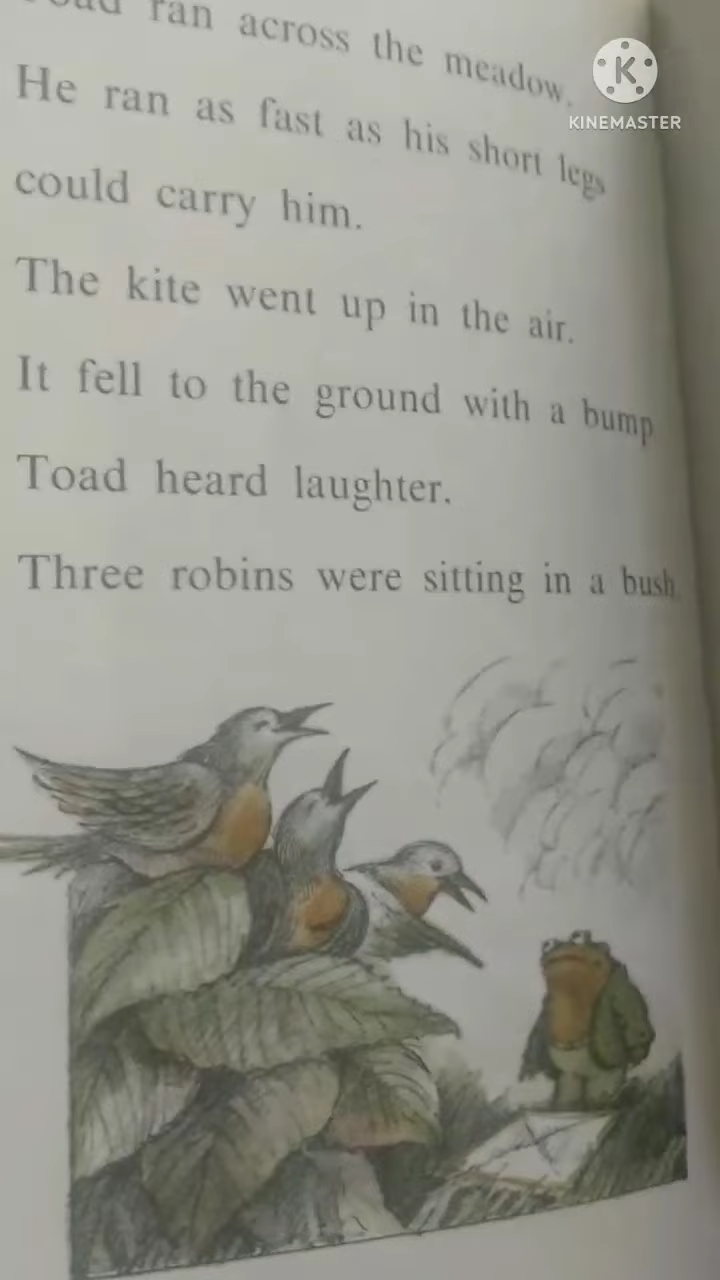 Toad ran across the meadow.
He ran as fast as his short legs
could carry him.
The kite went up in the air.
It fell to the ground with a bump
Toad heard laughter.
Three robins were sitting in a bush
K
KINEMASTER